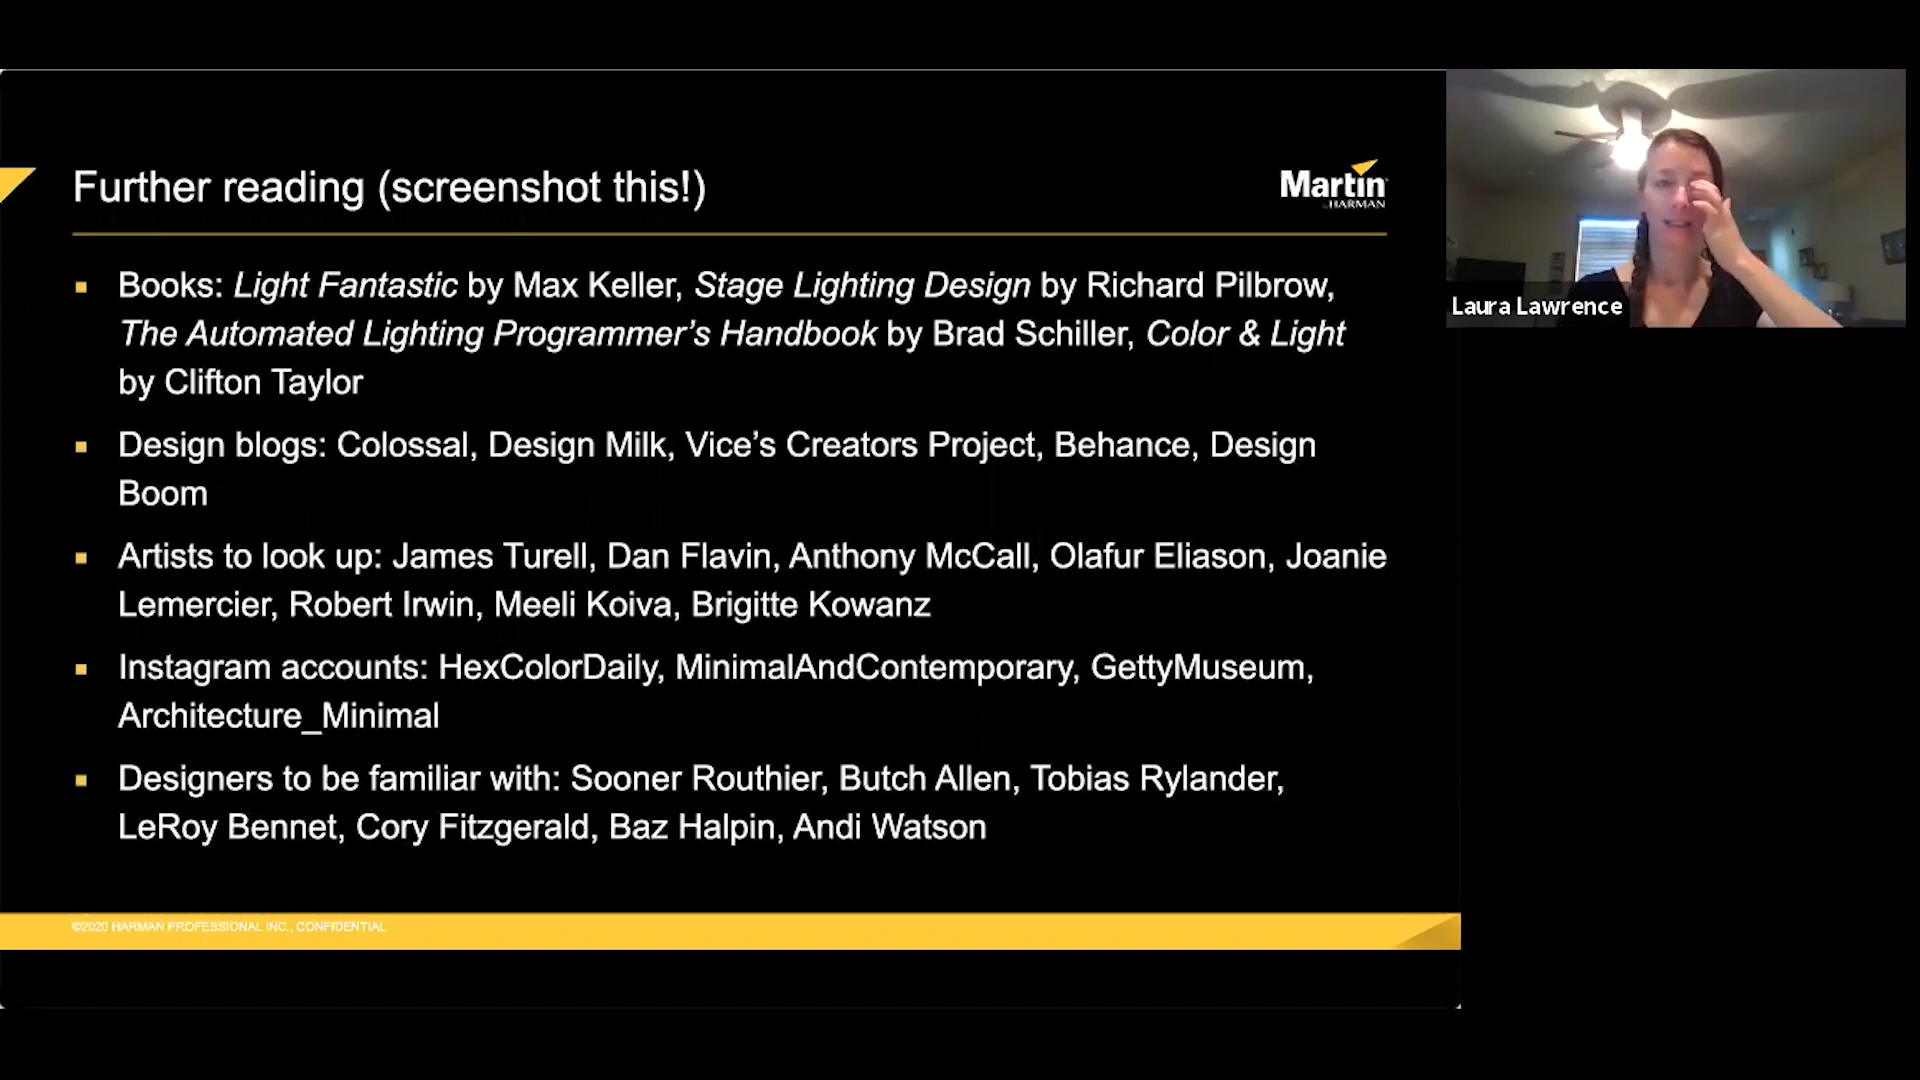 Further reading (screenshot this!)
Martin
by HARMAN
Books: Light Fantastic by Max Keller, Stage Lighting Design by Richard Pilbrow,
The Automated Lighting Programmer’s Handbook by Brad Schiller, Color & Light
by Clifton Taylor
Design blogs: Colossal, Design Milk, Vice’s Creators Project, Behance, Design
Boom
Artists to look up: James Turell, Dan Flavin, Anthony McCall, Olafur Eliason, Joanie
Lemercier, Robert Irwin, Meeli Koiva, Brigitte Kowanz
Instagram accounts: HexColorDaily, MinimalAndContemporary, GettyMuseum,
Architecture_Minimal
Designers to be familiar with: Sooner Routhier, Butch Allen, Tobias Rylander,
LeRoy Bennet, Cory Fitzgerald, Baz Halpin, Andi Watson
©2020 HARMAN PROFESSIONAL INC., CONFIDENTIAL
Laura Lawrence